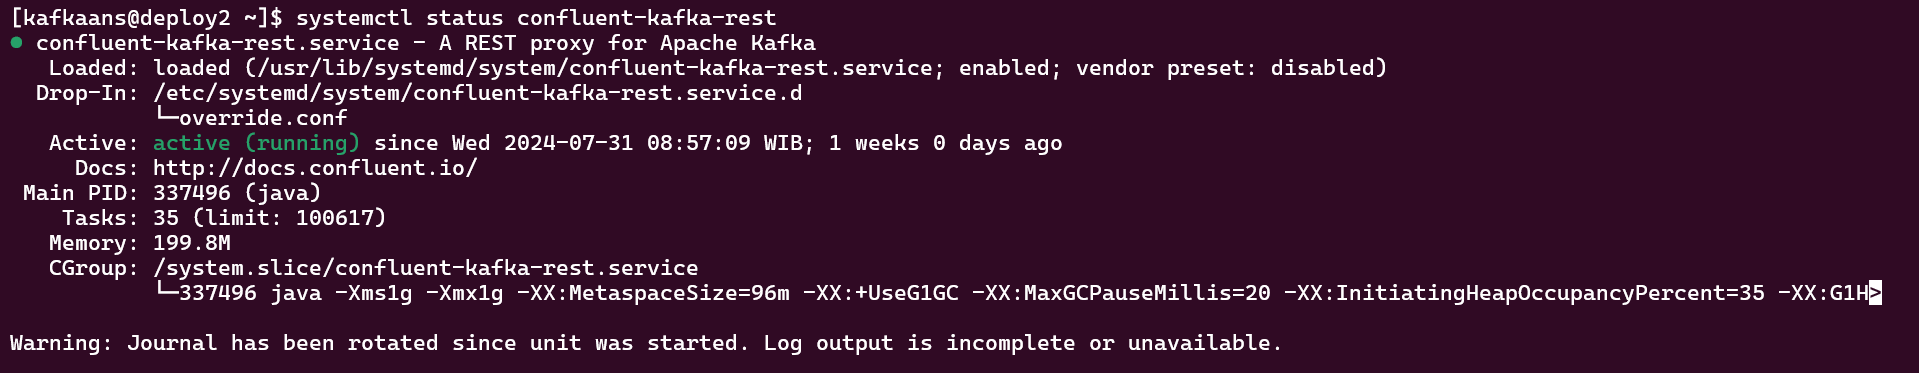 [kafkaans@deploy2 ~]$ systemctl status confluent-kafka-rest
● confluent-kafka-rest.service - A REST proxy for Apache Kafka
   Loaded: loaded (/usr/lib/systemd/system/confluent-kafka-rest.service; enabled; vendor preset: disabled)
  Drop-In: /etc/systemd/system/confluent-kafka-rest.service.d
           └─override.conf
   Active: active (running) since Wed 2024-07-31 08:57:09 WIB; 1 weeks 0 days ago
     Docs: http://docs.confluent.io/
 Main PID: 337496 (java)
    Tasks: 35 (limit: 100617)
   Memory: 199.8M
   CGroup: /system.slice/confluent-kafka-rest.service
           └─337496 java -Xms1g -Xmx1g -XX:MetaspaceSize=96m -XX:+UseG1GC -XX:MaxGCPauseMillis=20 -XX:InitiatingHeapOccupancyPercent=35 -XX:G1H>

Warning: Journal has been rotated since unit was started. Log output is incomplete or unavailable.